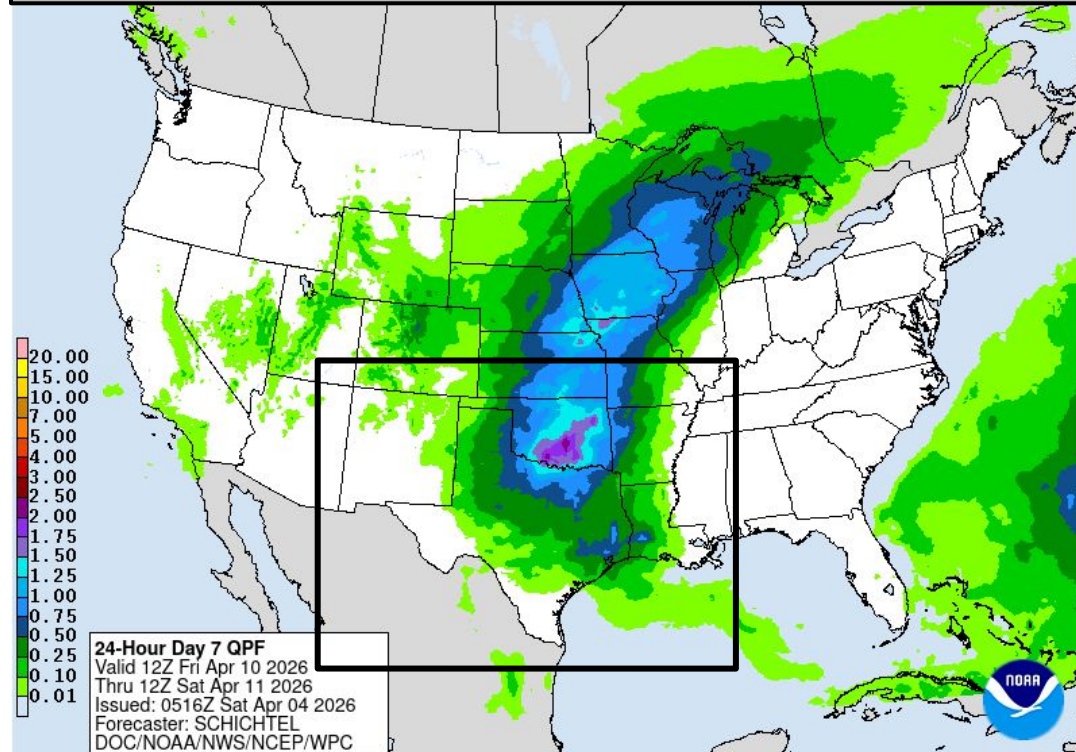 20.00
15.00
10.00
7.00
5.00
4.00
3.00
2.50
2.00
1.75
1.50
1.25
1.00
0.75
0.50
0.25
0.10
0.01
24-Hour Day 7 QPF
Valid 12Z Fri Apr 10 2026
Thru 12Z Sat Apr 11 2026
Issued: 0516Z Sat Apr 04 2026
Forecaster: SCHICHTEL
DOC/NOAA/NWS/NCEP/WPC
NOAA